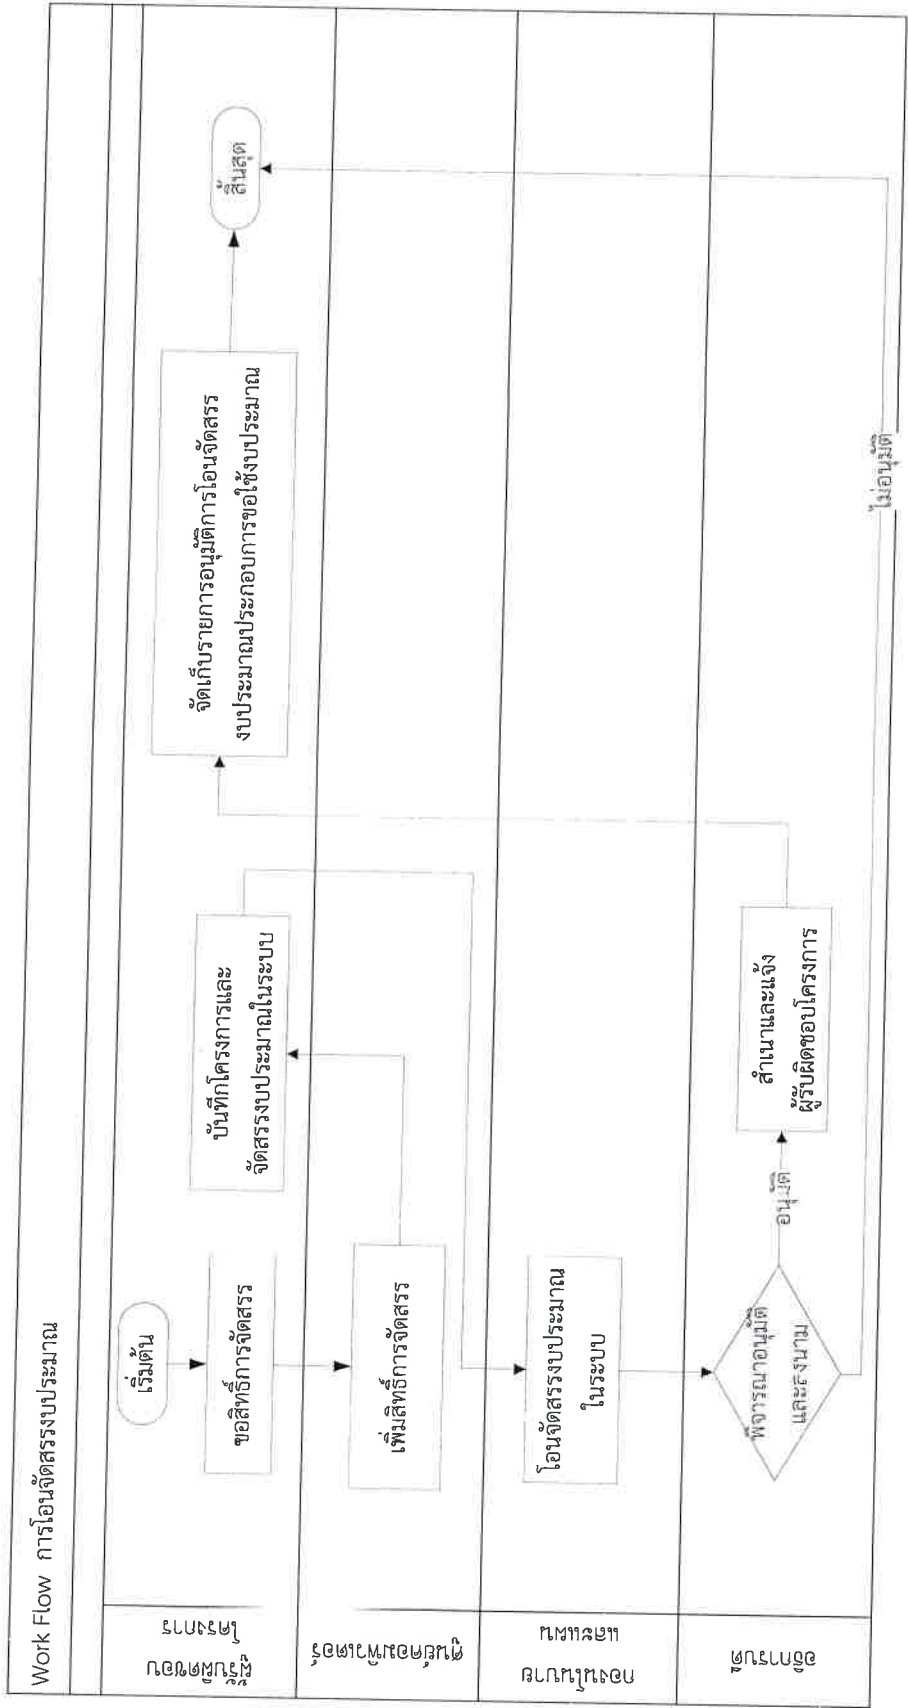 Work Flow การโอนจัดสรรงบประมาณ
ผู้รับผิดชอบ
โครงการ
เริ่มต้น
ขอสิทธิ์การจัดสรร
บันทึกโครงการและ
จัดสรรงบประมาณในระบบ
จัดเก็บรายการอนุมัติการโอนจัดสรร
งบประมาณประกอบการขอใช้งบประมาณ
สิ้นสุด
ศูนย์คอมพิวเตอร์
เพิ่มสิทธิ์การจัดสรร
กองนโยบาย
และแผน
โอนจัดสรรงบประมาณ
ในระบบ
อธิการบดี
พิจารณาอนุมัติ
และลงนาม
อนุมัติ
สำเนาและแจ้ง
ผู้รับผิดชอบโครงการ
ไม่อนุมัติ